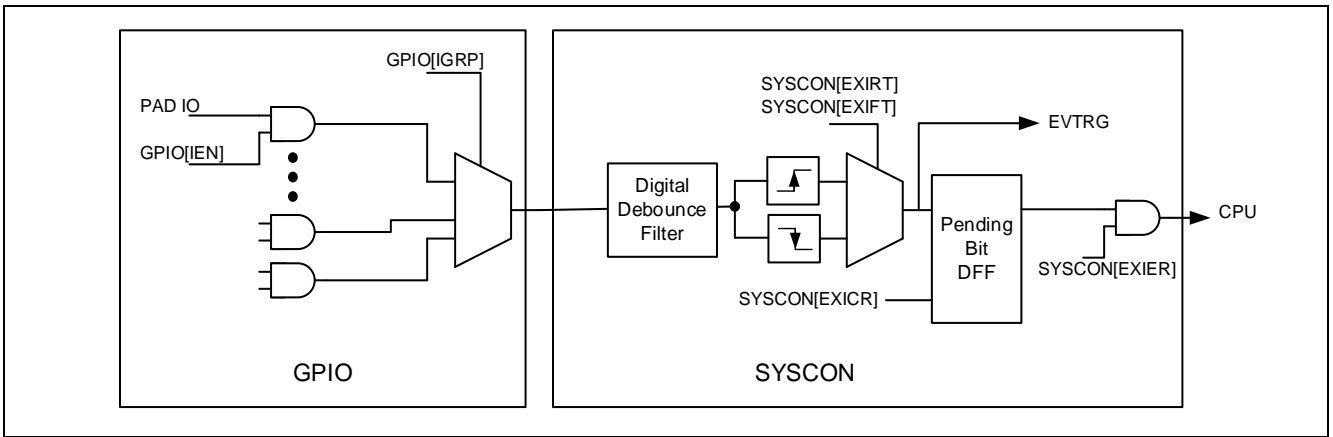 GPIO[IGRP]
PAD IO
GPIO[IEN]
SYSCON[EXIRT]
SYSCON[EXIFT]
EVTRG
Digital
Debounce
Filter
Pending
Bit
DFF
CPU
SYSCON[EXIER]
SYSCON[EXICR]
GPIO
SYSCON